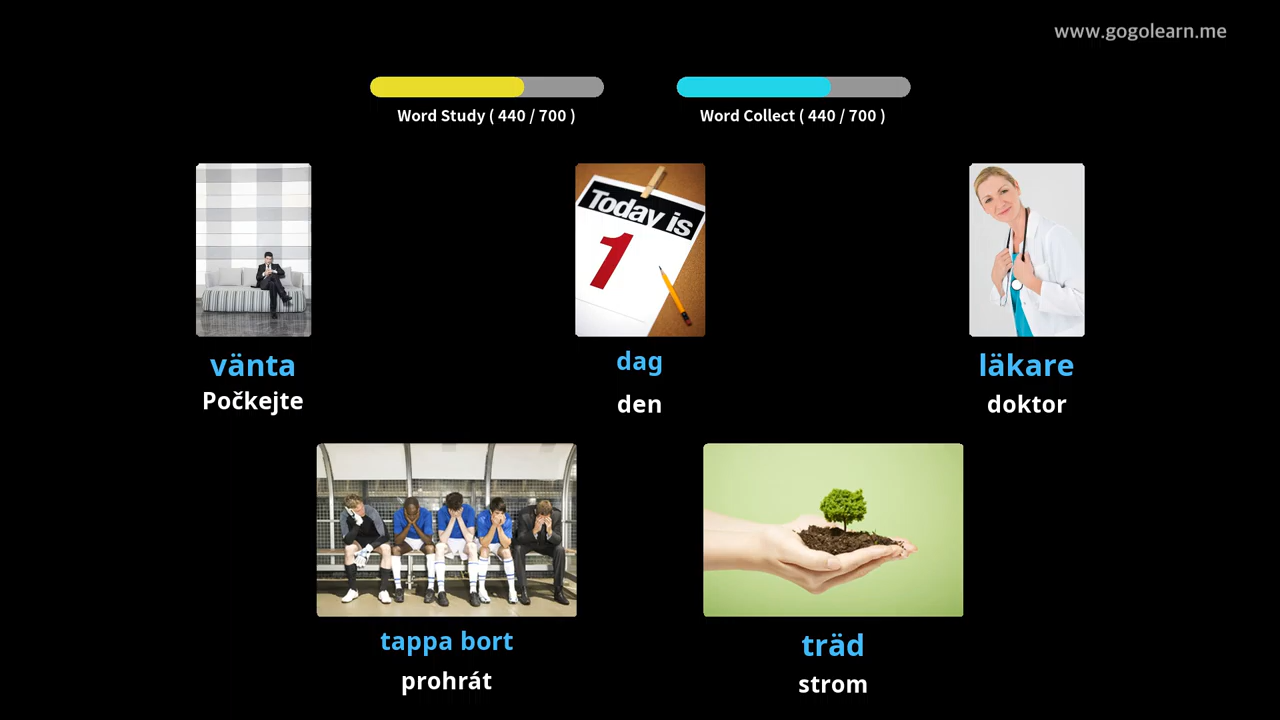 www.gogolearn.me
Word Study ( 440 / 700 )
Word Collect ( 440 / 700 )
Today is
1
vänta
Počkejte
dag
den
läkare
doktor
tappa bort
prohrát
träd
strom